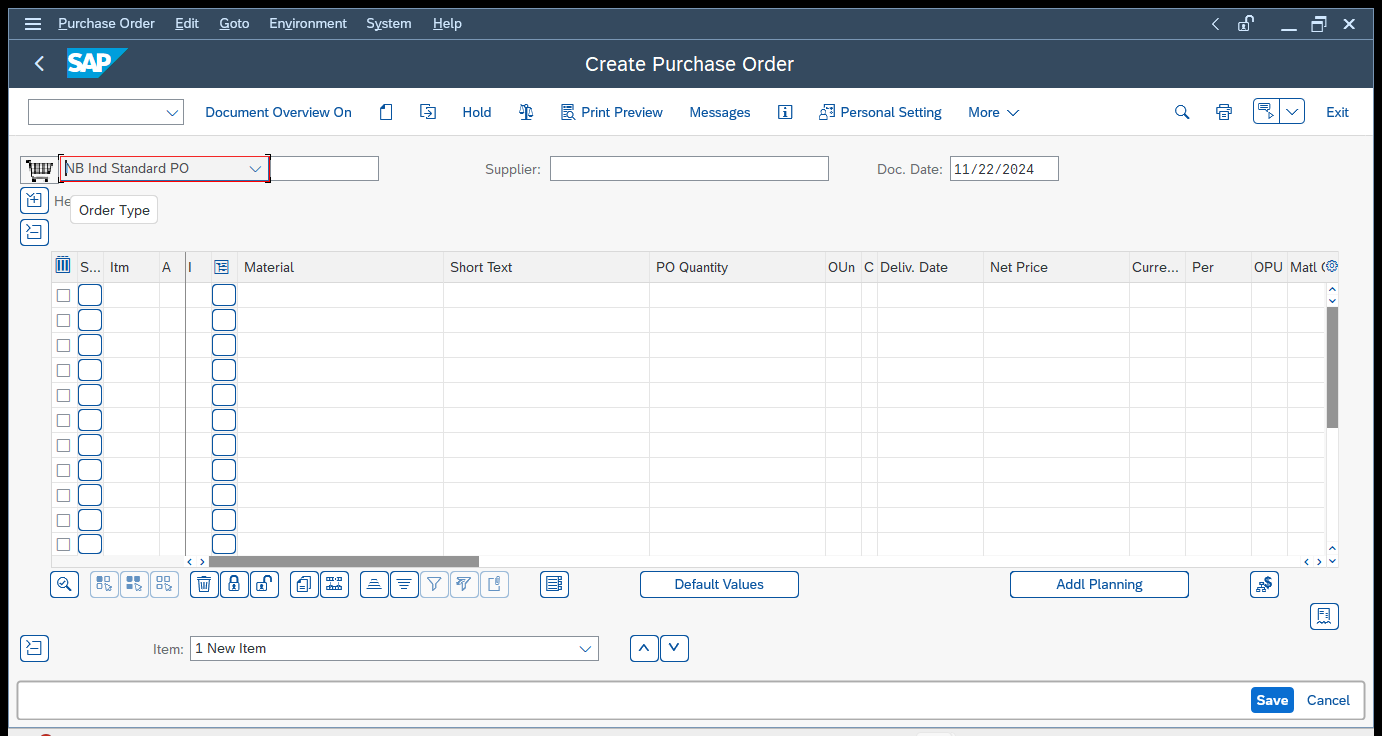 Purchase Order Edit Goto Environment System Help
SAP Create Purchase Order
Document Overview On Hold Print Preview Messages Personal Setting More Exit
NB Ind Standard PO Supplier: Doc. Date: 11/22/2024
He
Order Type
S... Itm A I Material Short Text PO Quantity OUn C Deliv. Date Net Price Curre... Per OPU Matl
Default Values Addl Planning
Item: 1 New Item
Save Cancel